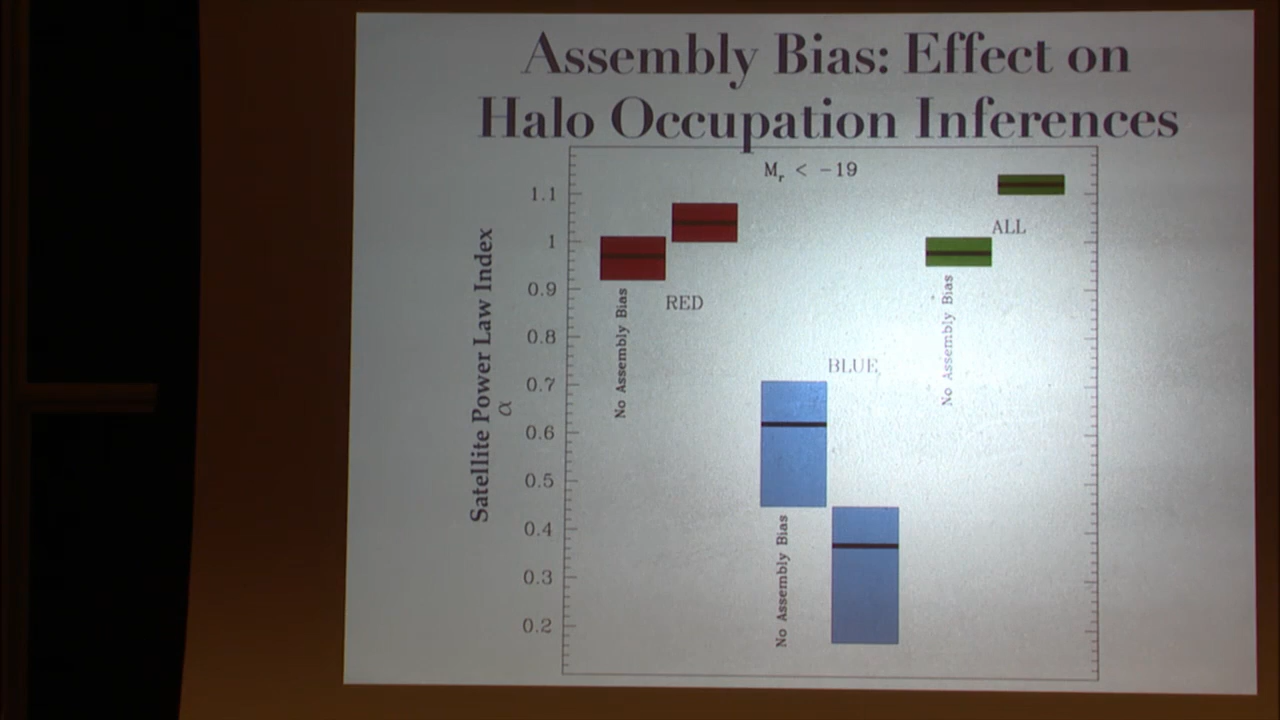 Assembly Bias: Effect on
Halo Occupation Inferences
M_r < −19
1.1
1
0.9
0.8
0.7
0.6
0.5
0.4
0.3
0.2
Satellite Power Law Index
α
No Assembly Bias
RED
BLUE
No Assembly Bias
ALL
No Assembly Bias